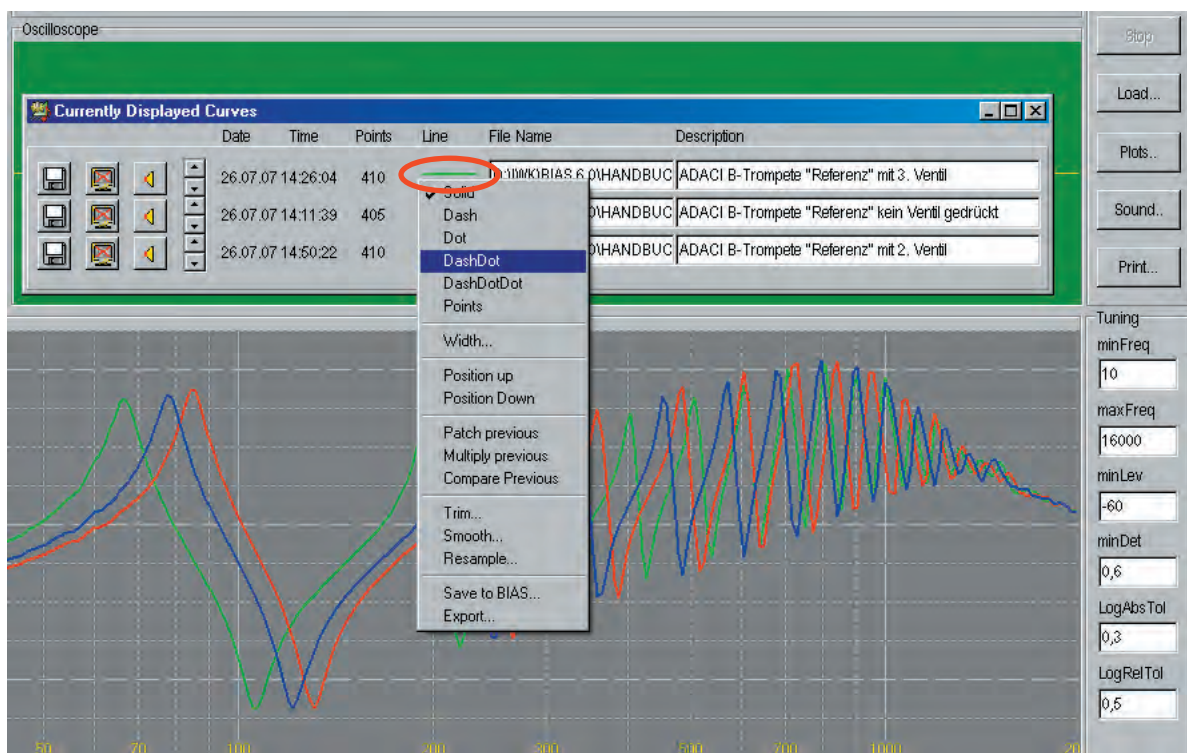 Oscilloscope
Currently Displayed Curves
Date Time Points Line File Name Description
26.07.07 14:26:04 410 ADACI B-Trompete "Referenz" mit 3. Ventil
26.07.07 14:11:39 405 0\HANDBUC ADACI B-Trompete "Referenz" kein Ventil gedrückt
26.07.07 14:50:22 410 0\HANDBUC ADACI B-Trompete "Referenz" mit 2. Ventil
Solid
Dash
Dot
DashDot
DashDotDot
Points
Width...
Position up
Position Down
Patch previous
Multiply previous
Compare Previous
Trim...
Smooth...
Resample...
Save to BIAS...
Export...
Stop
Load...
Plots..
Sound..
Print...
Tuning
minFreq
10
maxFreq
16000
minLev
-60
minDet
0,6
LogAbsTol
0,3
LogRelTol
0,5
50 70 100 200 300 500 700 1000 20